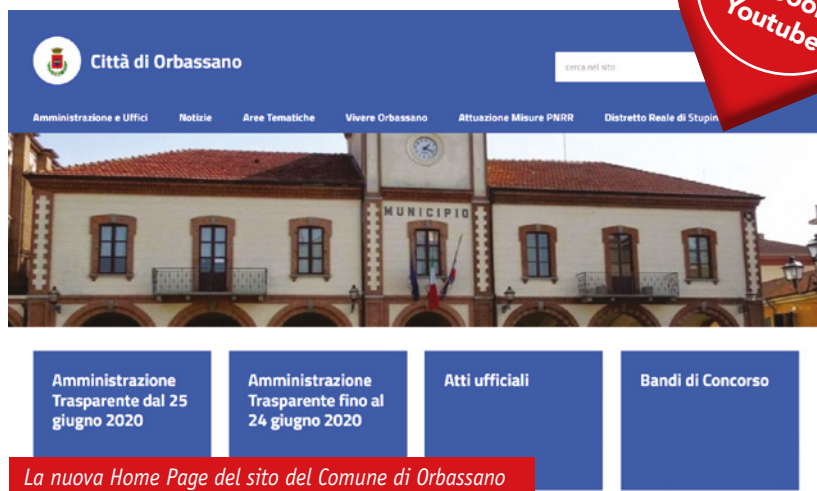 Youtube
Città di Orbassano
cerca nel sito
Amministrazione e Uffici Notizie Aree Tematiche Vivere Orbassano Attuazione Misure PNRR Distretto Reale di
MUNICIPIO
Amministrazione
Trasparente dal 25
giugno 2020
Amministrazione
Trasparente fino al
24 giugno 2020
Atti ufficiali
Bandi di Concorso
La nuova Home Page del sito del Comune di Orbassano